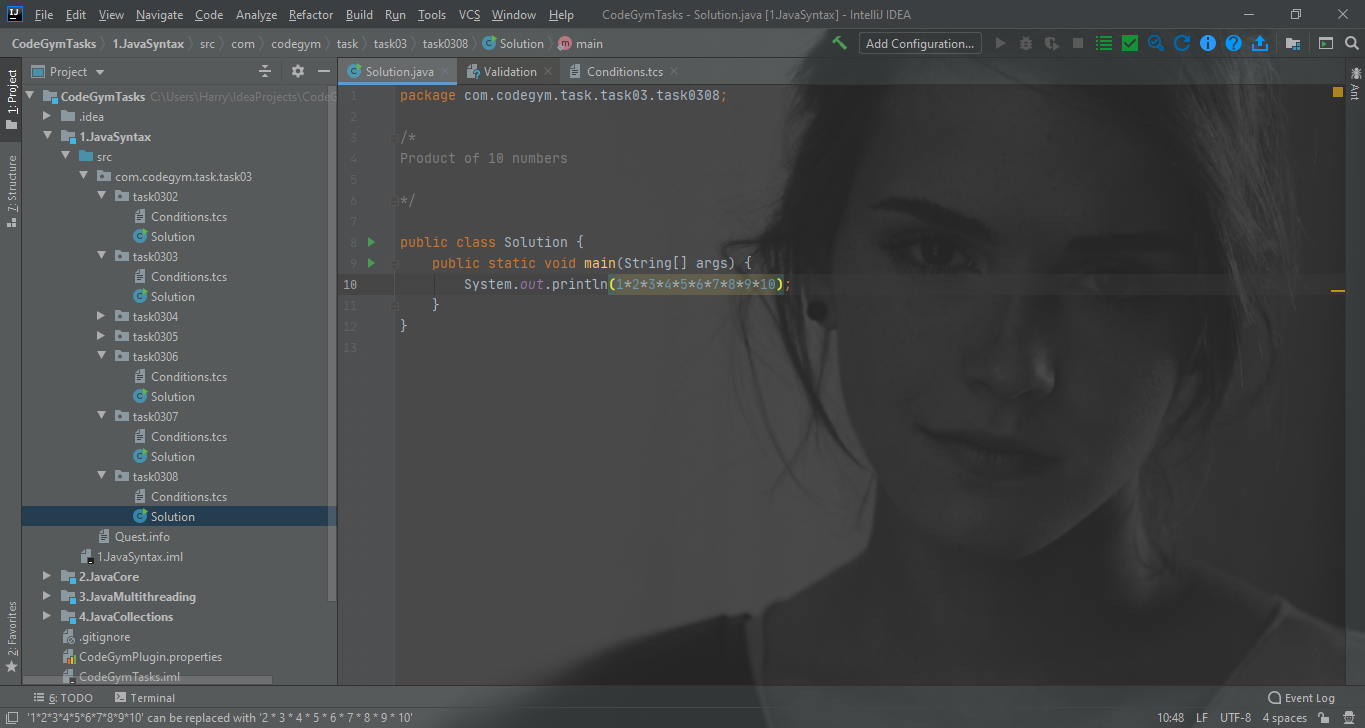 IJ File Edit View Navigate Code Analyze Refactor Build Run Tools VCS Window Help CodeGymTasks - Solution.java [1.JavaSyntax] - IntelliJ IDEA
CodeGymTasks 1.JavaSyntax src com codegym task task03 task0308 Solution main Add Configuration...
Project
Solution.java Validation Conditions.tcs
1: Project
7: Structure
2: Favorites
CodeGymTasks C:\Users\Harry\IdeaProjects\CodeG
.idea
1.JavaSyntax
src
com.codegym.task.task03
task0302
Conditions.tcs
Solution
task0303
Conditions.tcs
Solution
task0304
task0305
task0306
Conditions.tcs
Solution
task0307
Conditions.tcs
Solution
task0308
Conditions.tcs
Solution
Quest.info
1.JavaSyntax.iml
2.JavaCore
3.JavaMultithreading
4.JavaCollections
.gitignore
CodeGymPlugin.properties
CodeGymTasks.iml
1 package com.codegym.task.task03.task0308;
2
3 /*
4 Product of 10 numbers
5
6 */
7
8 public class Solution {
9 public static void main(String[] args) {
10 System.out.println(1*2*3*4*5*6*7*8*9*10);
11 }
12 }
13
Ant
6: TODO Terminal Event Log
'1*2*3*4*5*6*7*8*9*10' can be replaced with '2 * 3 * 4 * 5 * 6 * 7 * 8 * 9 * 10' 10:48 LF UTF-8 4 spaces